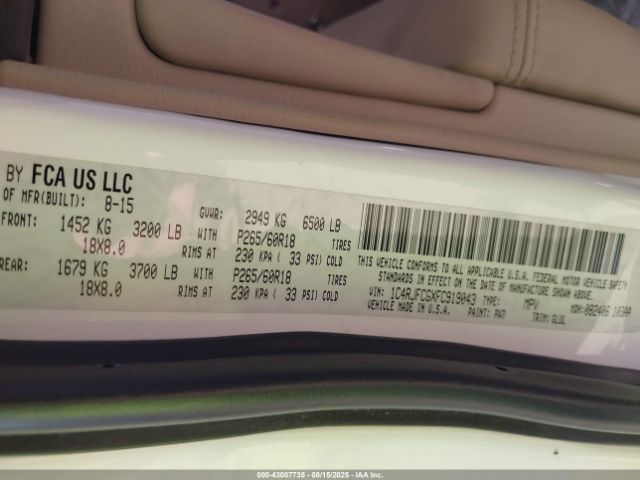 BY FCA US LLC
OF MFR(BUILT): 8-15
GVWR: 2949 KG 6500 LB
FRONT: 1452 KG 3200 LB WITH P265/60R18 TIRES
18X8.0 RIMS AT 230 KPA ( 33 PSI) COLD
REAR: 1679 KG 3700 LB WITH P265/60R18 TIRES
18X8.0 RIMS AT 230 KPA ( 33 PSI) COLD
THIS VEHICLE CONFORMS TO ALL APPLICABLE U.S.A. FEDERAL MOTOR VEHICLE SAFETY
STANDARDS IN EFFECT ON THE DATE OF MANUFACTURE SHOWN ABOVE.
VIN: 1C4RJFCGXFC919043 TYPE: MPV MDH: 082406 103AA
VEHICLE MADE IN U.S.A. PAINT: PW7 TRIM: GLUL
000-43007735 - 08/15/2025 - IAA Inc.